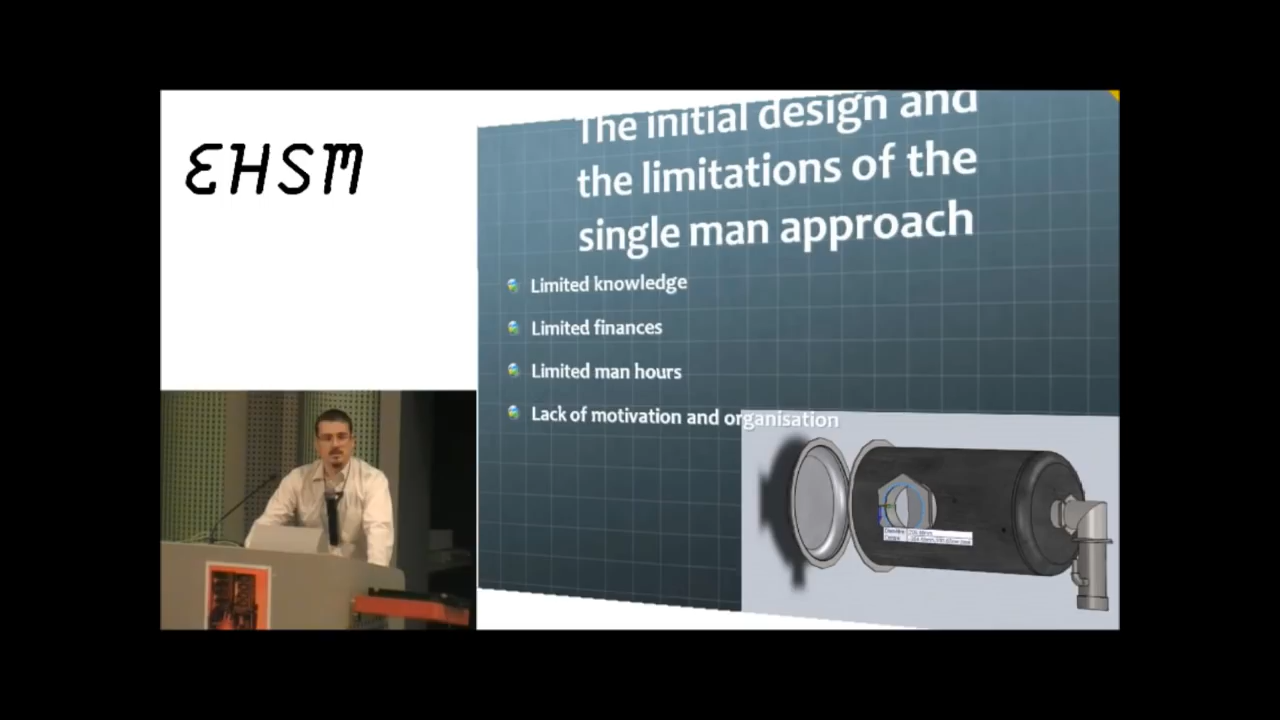 EHSM
The initial design and
the limitations of the
single man approach
Limited knowledge
Limited finances
Limited man hours
Lack of motivation and organisation